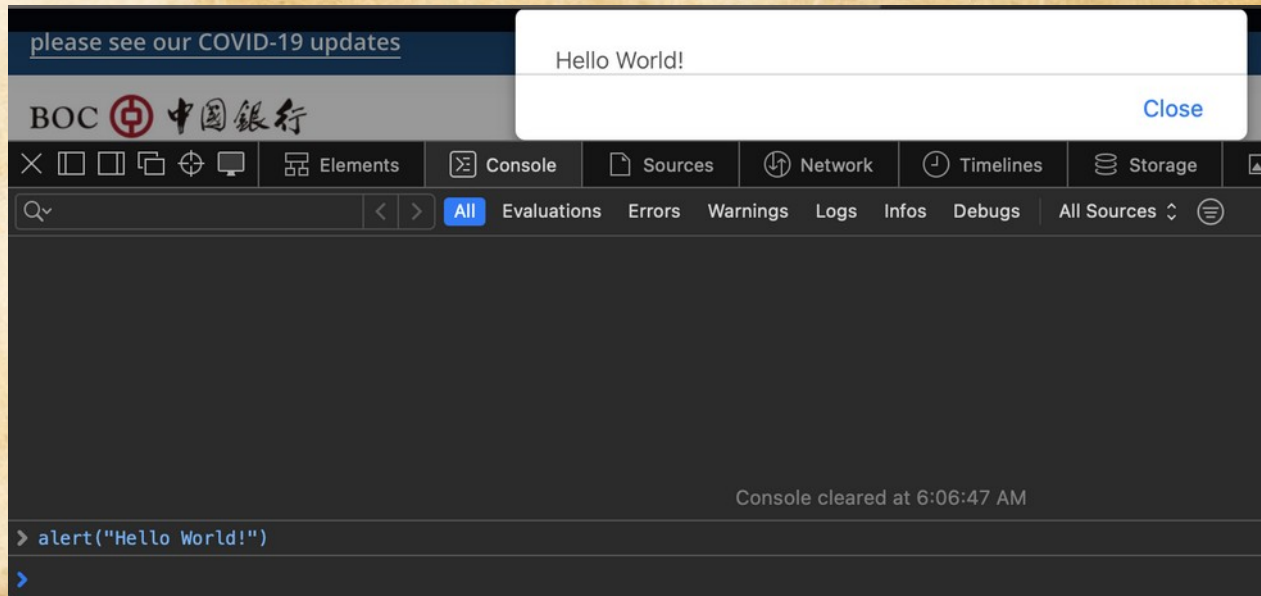 please see our COVID-19 updates
Hello World!
Close
BOC 中国銀行
Elements Console Sources Network Timelines Storage
All Evaluations Errors Warnings Logs Infos Debugs All Sources
Console cleared at 6:06:47 AM
> alert("Hello World!")
>